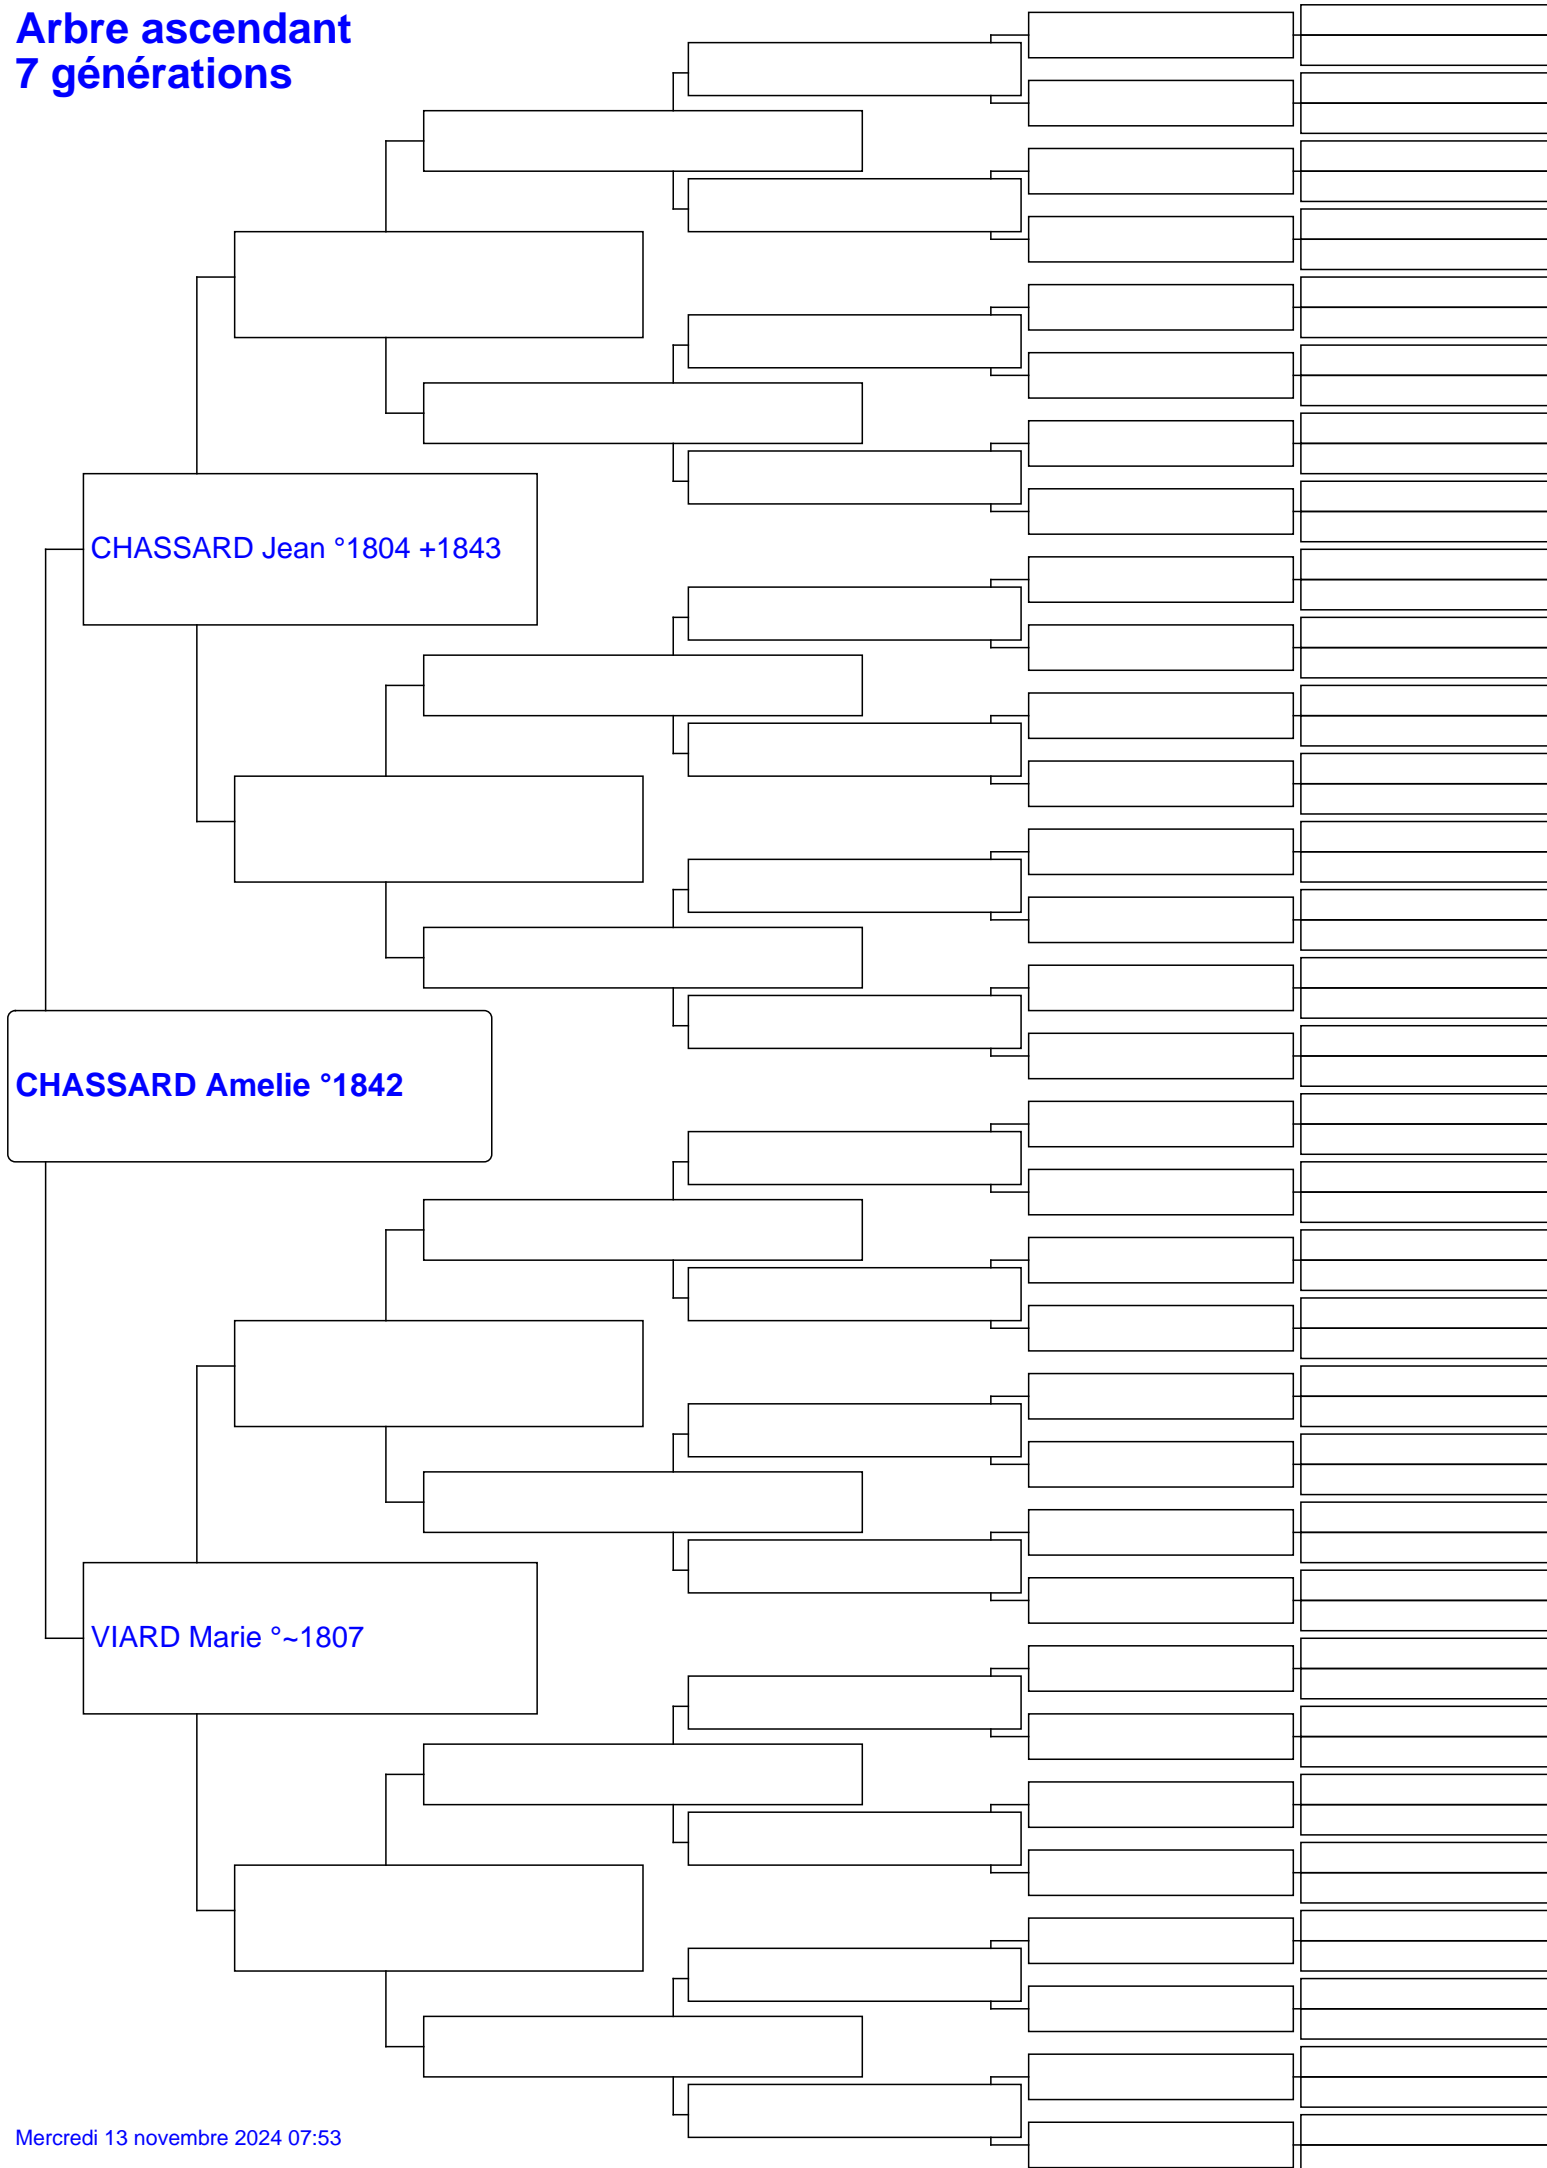 Arbre ascendant
7 générations
CHASSARD Jean °1804 +1843
CHASSARD Amelie °1842
VIARD Marie °~1807
Mercredi 13 novembre 2024 07:53